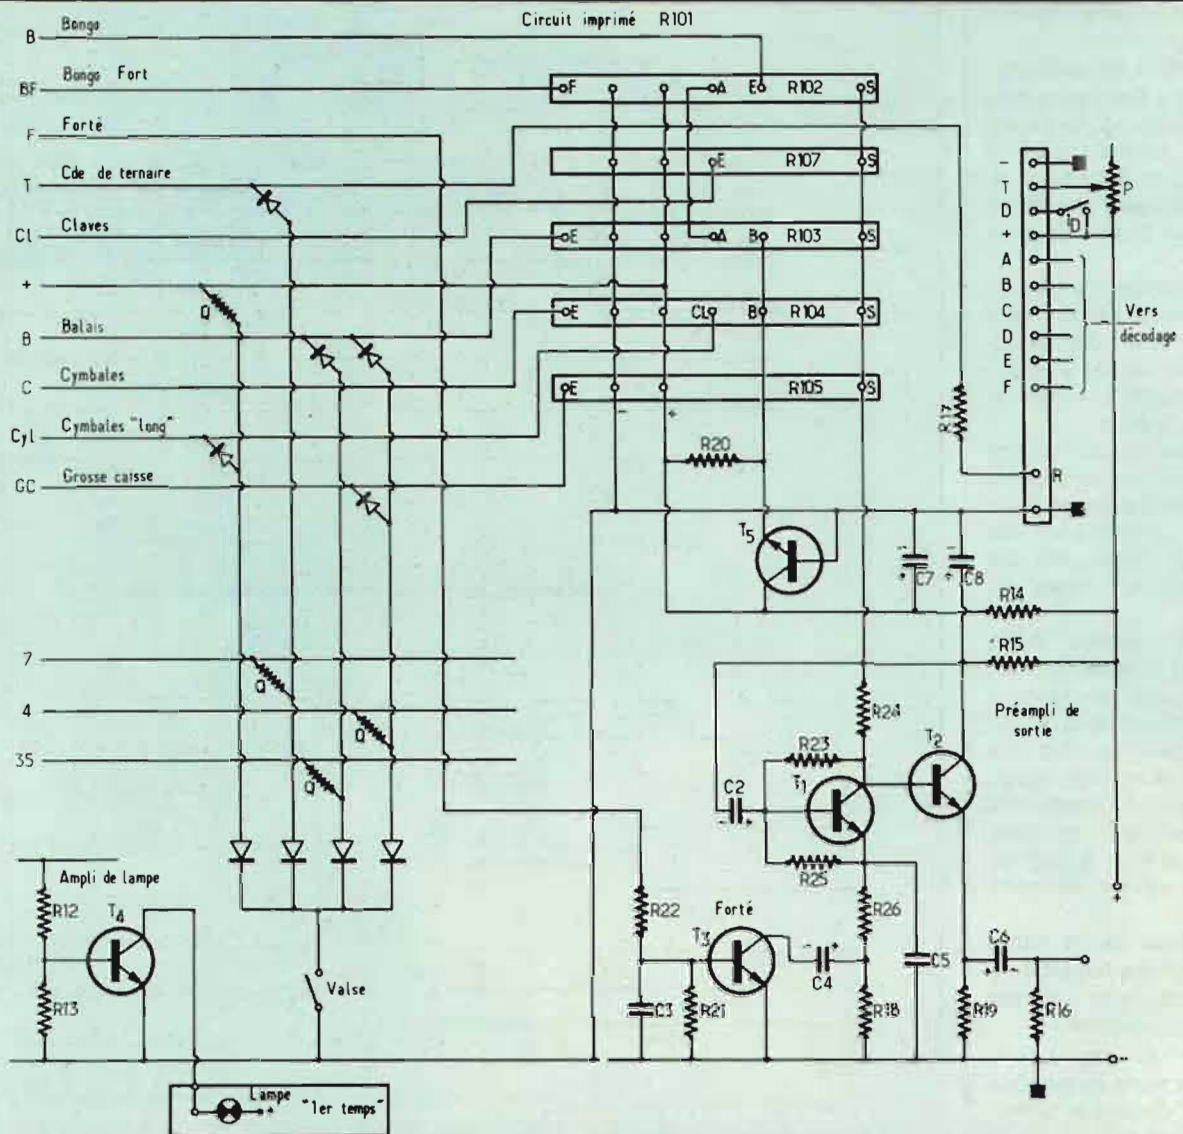 Circuit imprimé R101
B Bongo
BF Bongo Fort
F Forté
T Cde de ternaire
Cl Claves
+
B Balais
C Cymbales
Cyl Cymbales "long"
GC Grosse caisse
7
4
35
Q
Q
Q
Q
F A E R102 S
E R107 S
E A B R103 S
E CL B R104 S
E R105 S
- +
R20
T5
- + C7
- + C8
R14
R15
R17
-
T
D
+
A
B
C
D
E
F
R
P
iD
Vers
décodage
Préampli de
sortie
R24
R23
T1
T2
C2
- +
R25
R26
R22
Forté
T3
- +
C4
C5
C6
+ -
C3
R21
R18
R19
R16
+
-
Ampli de lampe
R12
T4
R13
Valse
Lampe
+ "1er temps"